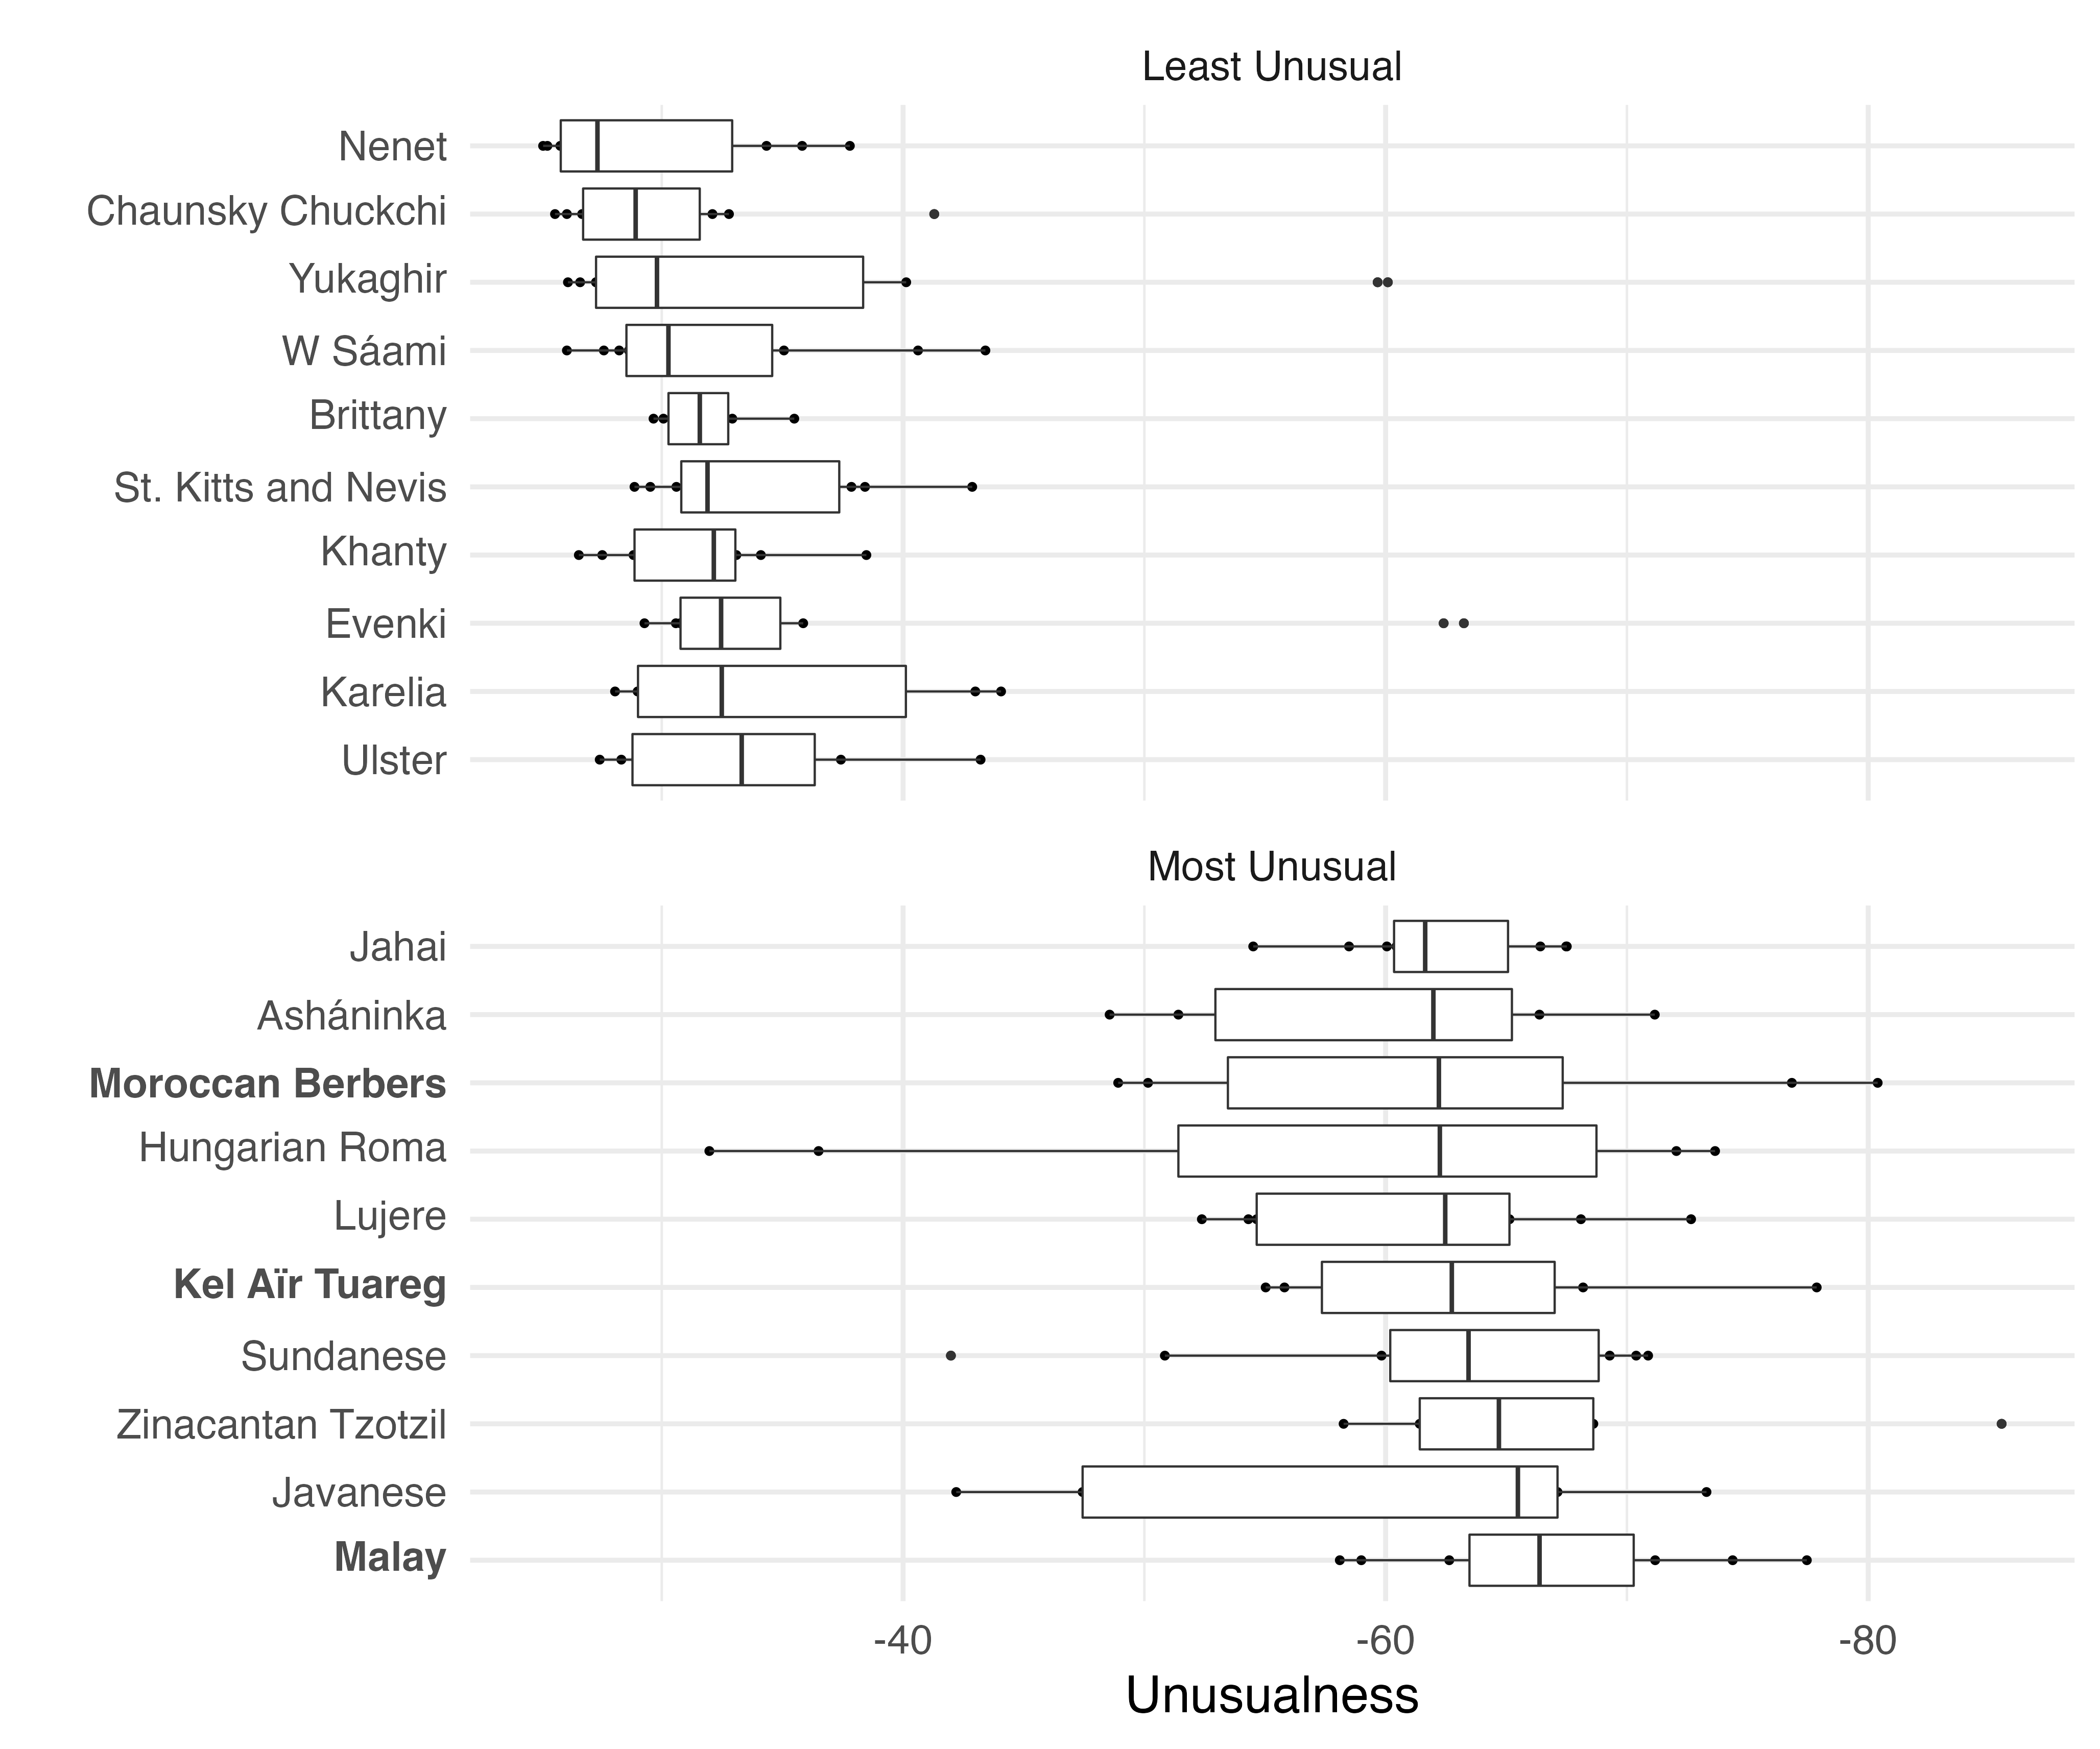 Least Unusual
Nenet
Chaunsky Chuckchi
Yukaghir
W Sáami
Brittany
St. Kitts and Nevis
Khanty
Evenki
Karelia
Ulster
Most Unusual
Jahai
Asháninka
Moroccan Berbers
Hungarian Roma
Lujere
Kel Aïr Tuareg
Sundanese
Zinacantan Tzotzil
Javanese
Malay
-40 -60 -80
Unusualness